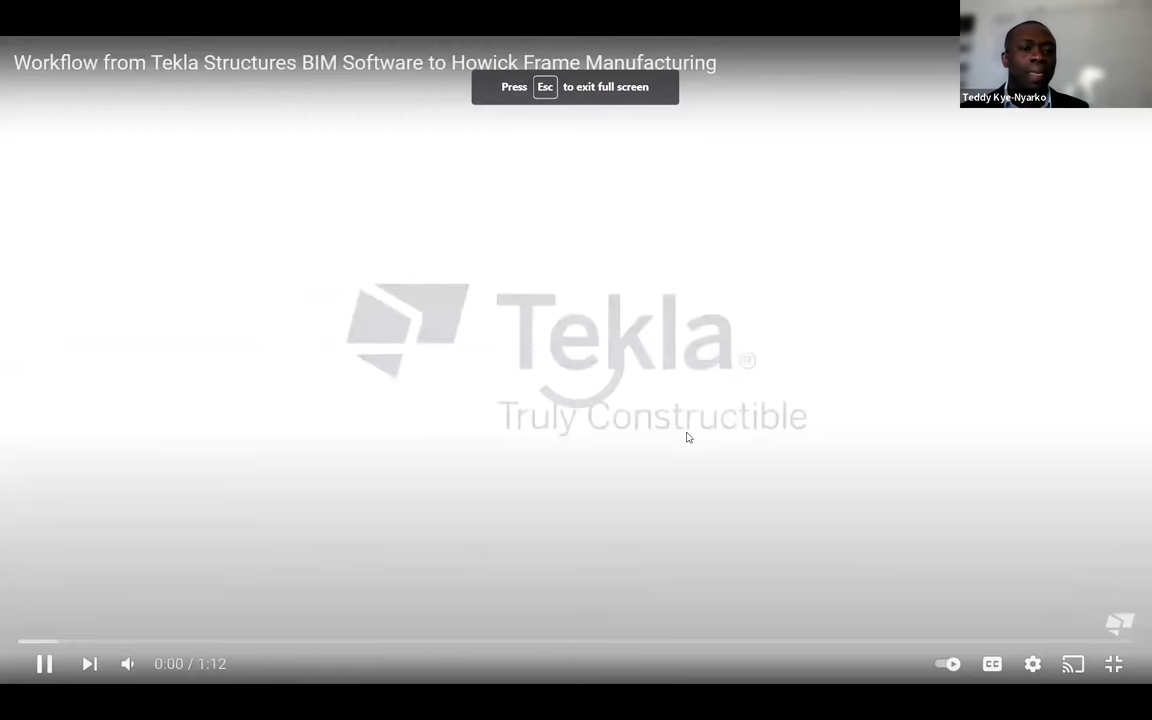 Workflow from Tekla Structures BIM Software to Howick Frame Manufacturing
Press Esc to exit full screen
Teddy Kye-Nyarko
Tekla®
Truly Constructible
0:00 / 1:12
CC